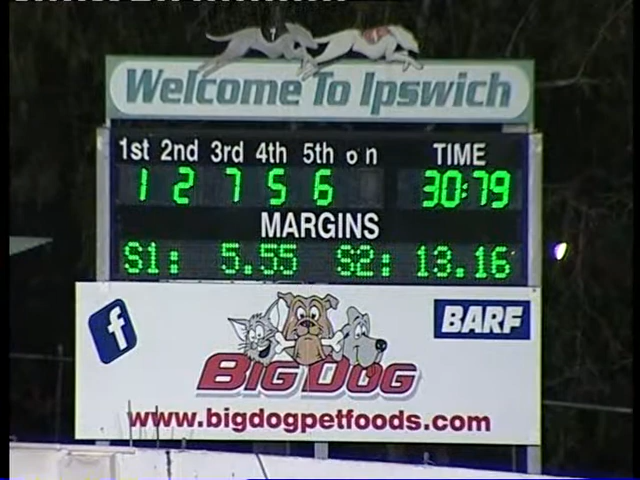 Welcome To Ipswich
1st 2nd 3rd 4th 5th on TIME
1 2 7 5 6 30:79
MARGINS
S1: 5.55 S2: 13.16
f
BARF
BIG DOG
www.bigdogpetfoods.com